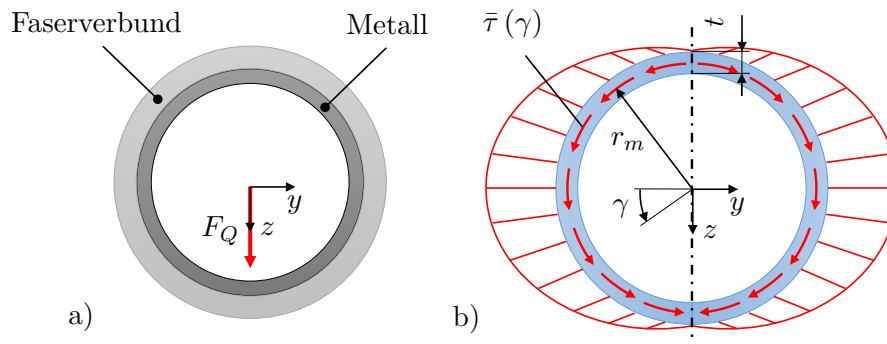 Faserverbund
Metall
F_Q
z
y
a)
τ̄ (γ)
t
r_m
γ
y
z
b)